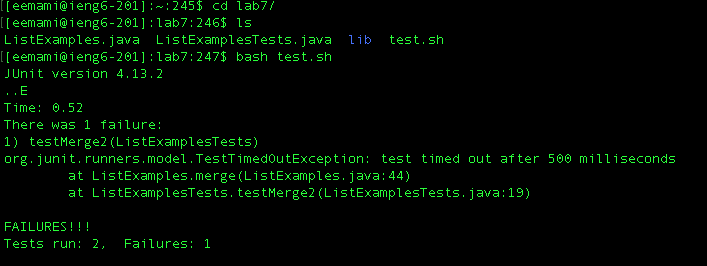 [[eemami@ieng6-201]:~:245$ cd lab7/
[[eemami@ieng6-201]:lab7:246$ ls
ListExamples.java  ListExamplesTests.java  lib  test.sh
[[eemami@ieng6-201]:lab7:247$ bash test.sh
JUnit version 4.13.2
..E
Time: 0.52
There was 1 failure:
1) testMerge2(ListExamplesTests)
org.junit.runners.model.TestTimedOutException: test timed out after 500 milliseconds
        at ListExamples.merge(ListExamples.java:44)
        at ListExamplesTests.testMerge2(ListExamplesTests.java:19)

FAILURES!!!
Tests run: 2,  Failures: 1